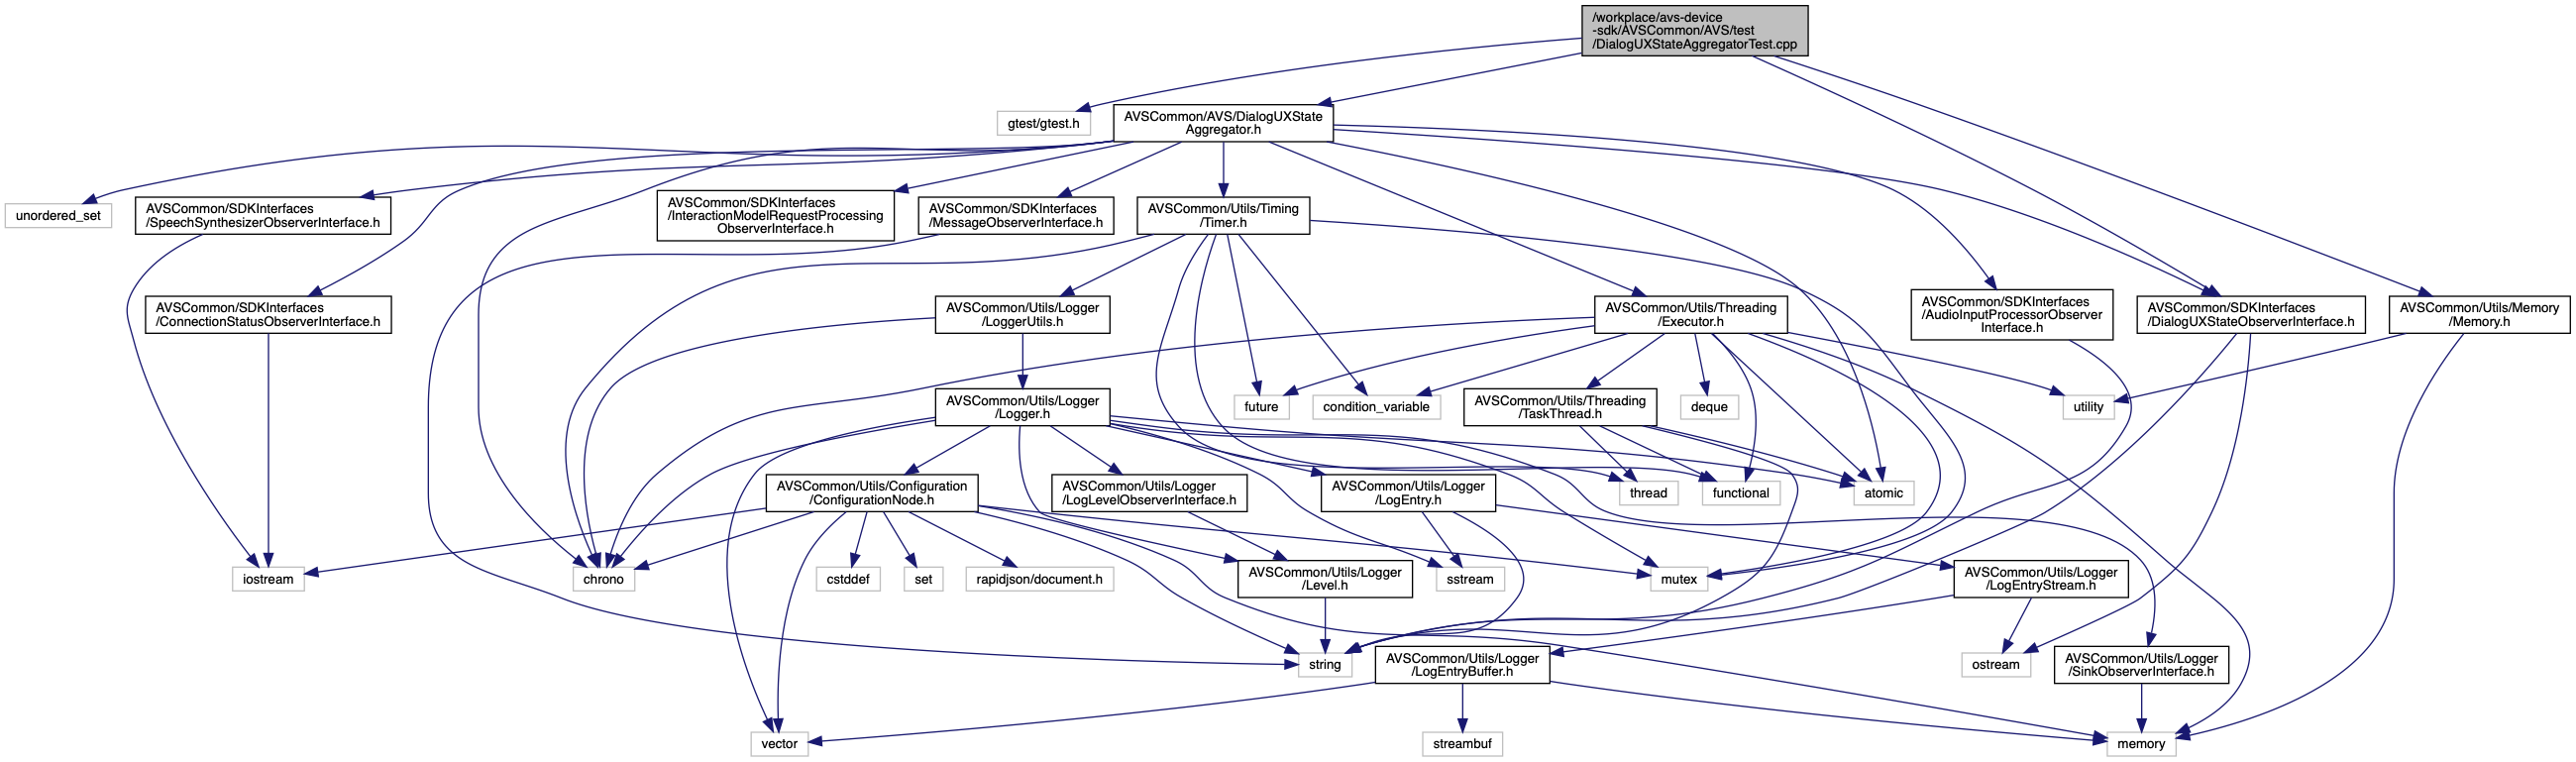 /workplace/avs-device
-sdk/AVSCommon/AVS/test
/DialogUXStateAggregatorTest.cpp
gtest/gtest.h
AVSCommon/AVS/DialogUXState
Aggregator.h
unordered_set
AVSCommon/SDKInterfaces
/SpeechSynthesizerObserverInterface.h
AVSCommon/SDKInterfaces
/InteractionModelRequestProcessing
ObserverInterface.h
AVSCommon/SDKInterfaces
/MessageObserverInterface.h
AVSCommon/Utils/Timing
/Timer.h
AVSCommon/SDKInterfaces
/ConnectionStatusObserverInterface.h
AVSCommon/Utils/Logger
/LoggerUtils.h
AVSCommon/Utils/Threading
/Executor.h
AVSCommon/SDKInterfaces
/AudioInputProcessorObserver
Interface.h
AVSCommon/SDKInterfaces
/DialogUXStateObserverInterface.h
AVSCommon/Utils/Memory
/Memory.h
AVSCommon/Utils/Logger
/Logger.h
future
condition_variable
AVSCommon/Utils/Threading
/TaskThread.h
deque
utility
AVSCommon/Utils/Configuration
/ConfigurationNode.h
AVSCommon/Utils/Logger
/LogLevelObserverInterface.h
AVSCommon/Utils/Logger
/LogEntry.h
thread
functional
atomic
iostream
chrono
cstddef
set
rapidjson/document.h
AVSCommon/Utils/Logger
/Level.h
sstream
mutex
AVSCommon/Utils/Logger
/LogEntryStream.h
string
AVSCommon/Utils/Logger
/LogEntryBuffer.h
ostream
AVSCommon/Utils/Logger
/SinkObserverInterface.h
vector
streambuf
memory